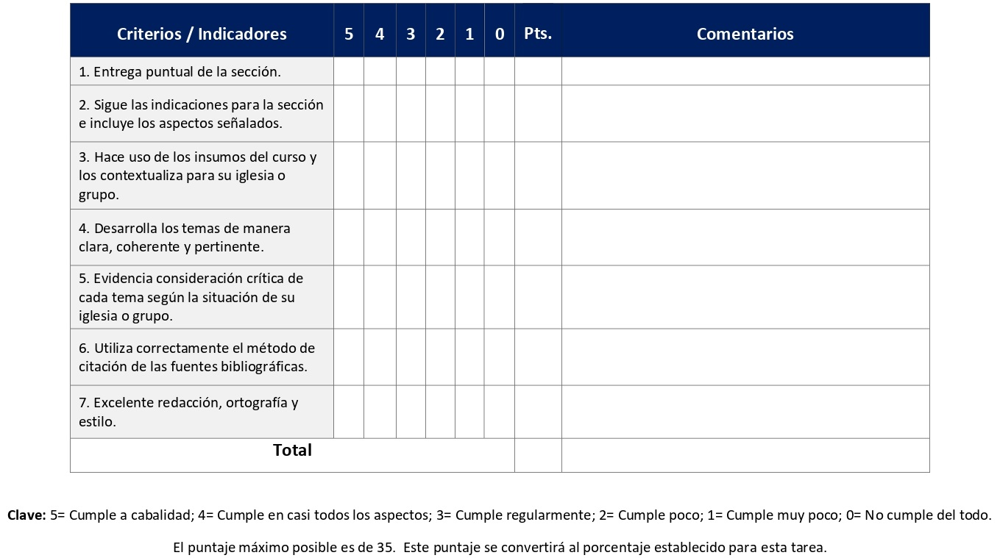 Criterios / Indicadores 5 4 3 2 1 0 Pts. Comentarios
1. Entrega puntual de la sección.
2. Sigue las indicaciones para la sección
e incluye los aspectos señalados.
3. Hace uso de los insumos del curso y
los contextualiza para su iglesia o
grupo.
4. Desarrolla los temas de manera
clara, coherente y pertinente.
5. Evidencia consideración crítica de
cada tema según la situación de su
iglesia o grupo.
6. Utiliza correctamente el método de
citación de las fuentes bibliográficas.
7. Excelente redacción, ortografía y
estilo.
Total
Clave: 5= Cumple a cabalidad; 4= Cumple en casi todos los aspectos; 3= Cumple regularmente; 2= Cumple poco; 1= Cumple muy poco; 0= No cumple del todo.
El puntaje máximo posible es de 35. Este puntaje se convertirá al porcentaje establecido para esta tarea.